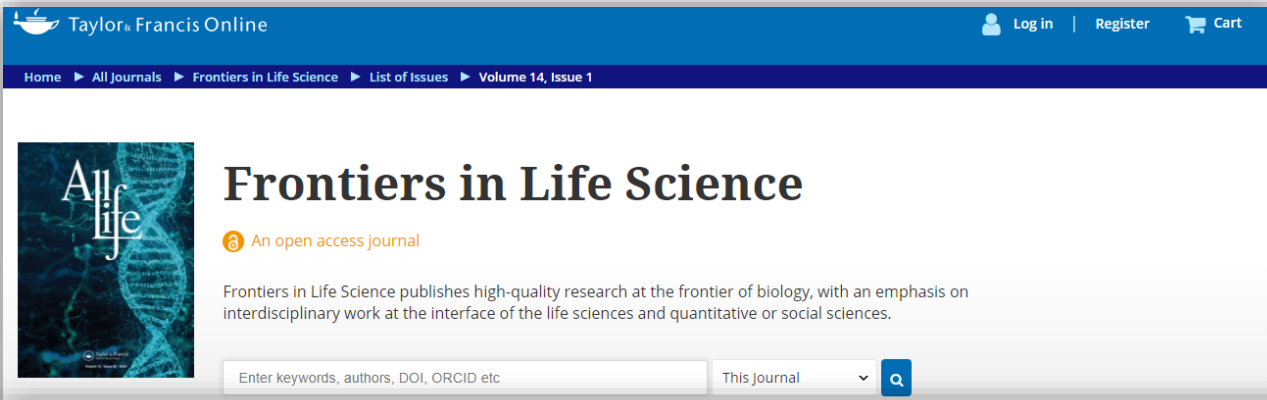 Taylor & Francis Online
Log in | Register Cart
Home ▶ All Journals ▶ Frontiers in Life Science ▶ List of Issues ▶ Volume 14, Issue 1
All
life
Taylor & Francis
Frontiers in Life Science
An open access journal
Frontiers in Life Science publishes high-quality research at the frontier of biology, with an emphasis on
interdisciplinary work at the interface of the life sciences and quantitative or social sciences.
Enter keywords, authors, DOI, ORCID etc
This Journal